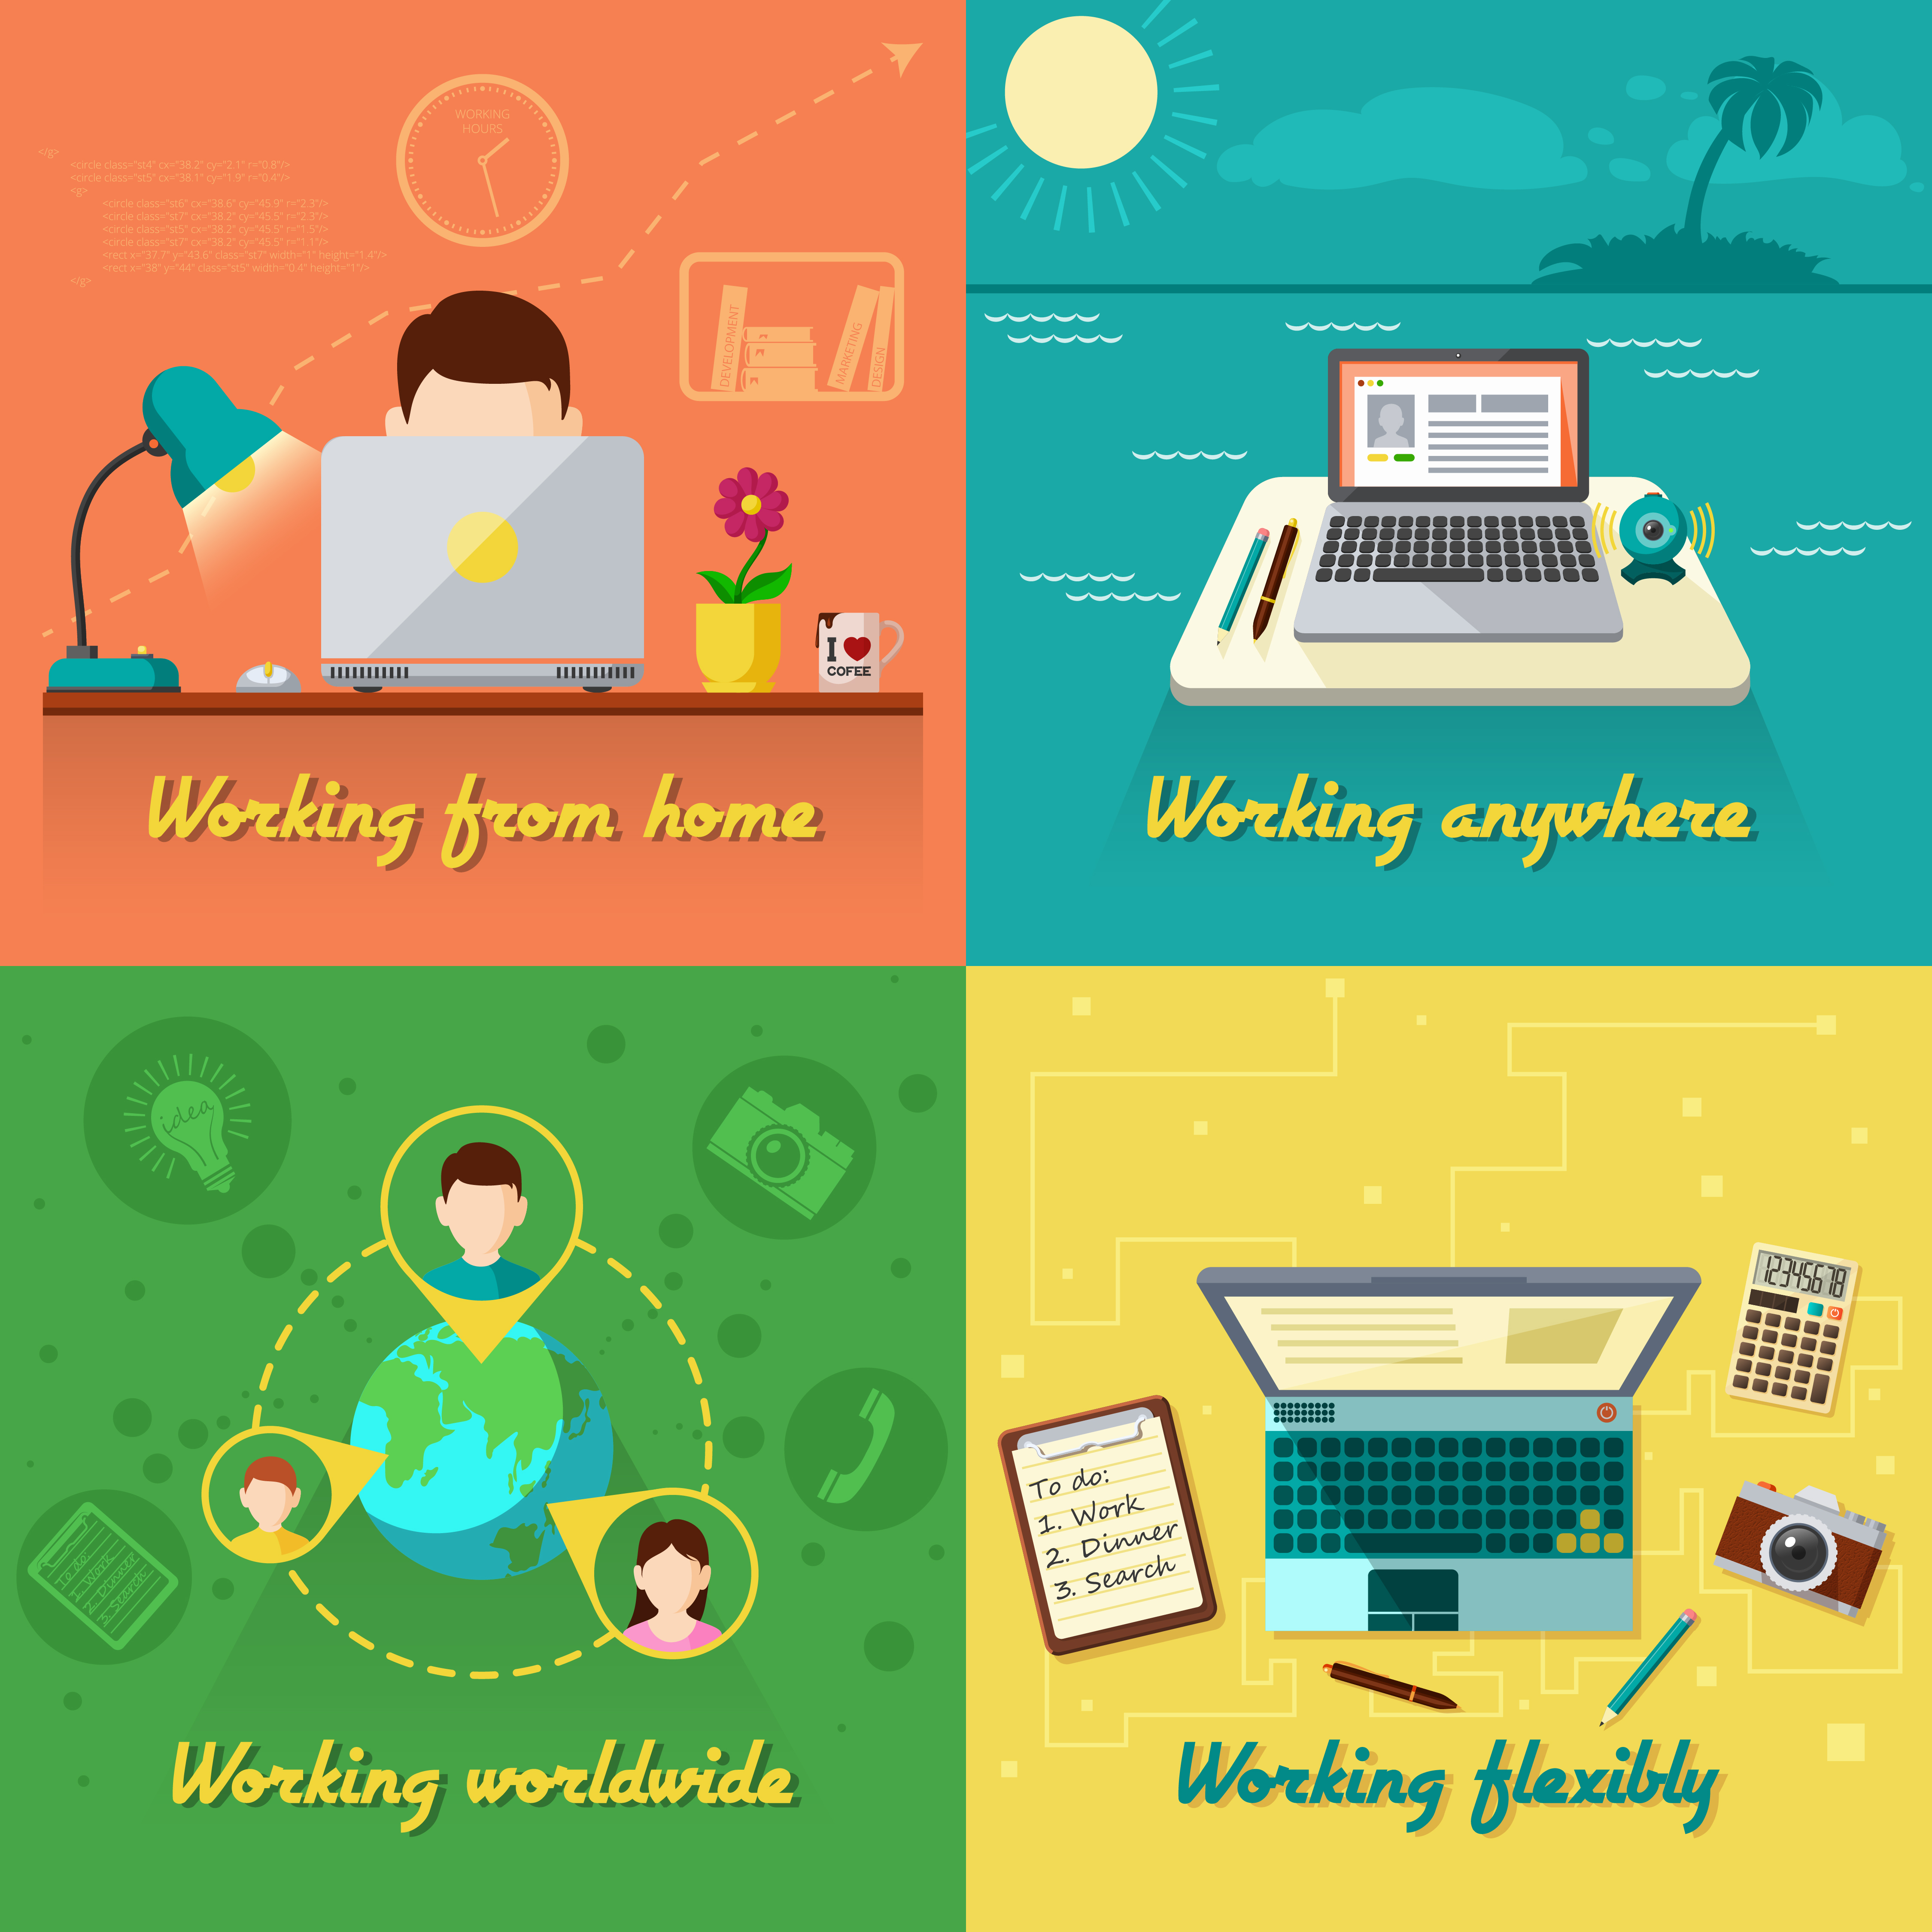 WORKING
HOURS
</g>
<circle class="st4" cx="38.2" cy="2.1" r="0.8"/>
<circle class="st5" cx="38.1" cy="1.9" r="0.4"/>
<g>
<circle class="st6" cx="38.6" cy="45.9" r="2.3"/>
<circle class="st7" cx="38.2" cy="45.5" r="2.3"/>
<circle class="st5" cx="38.2" cy="45.5" r="1.5"/>
<circle class="st7" cx="38.2" cy="45.5" r="1.1"/>
<rect x="37.7" y="43.6" class="st7" width="1" height="1.4"/>
<rect x="38" y="44" class="st5" width="0.4" height="1"/>
</g>
DEVELOPMENT
MARKETING
DESIGN
I
COFEE
Working from home
Working anywhere
idea
To do:
1. Work
2. Dinner
3. Search
Working worldwide
12345678
To do:
1. Work
2. Dinner
3. Search
Working flexibly